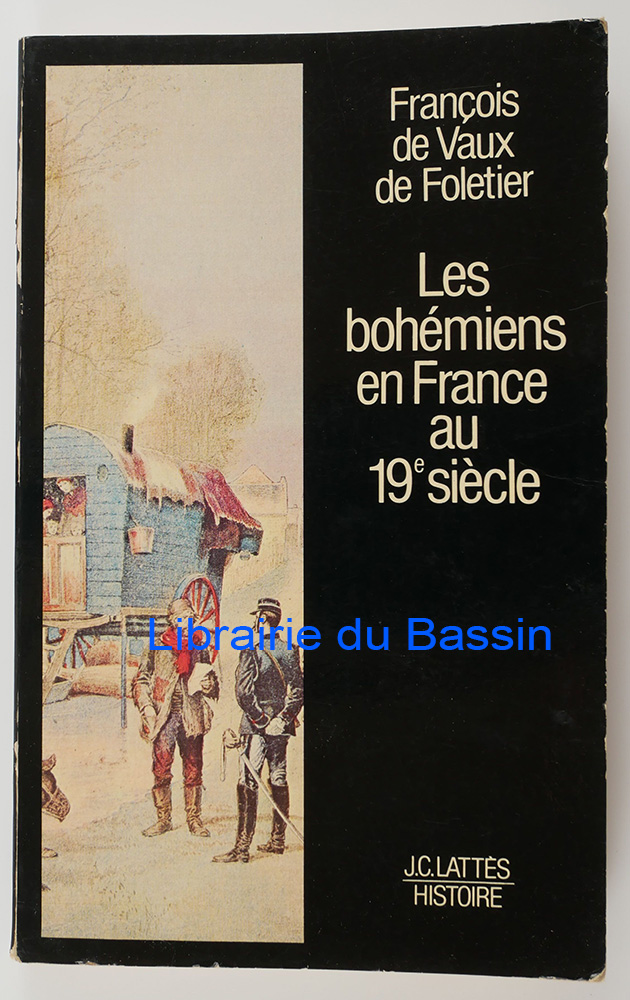 François
de Vaux
de Foletier
Les
bohémiens
en France
au
19e siècle
Librairie du Bassin
J.C. LATTÈS
HISTOIRE